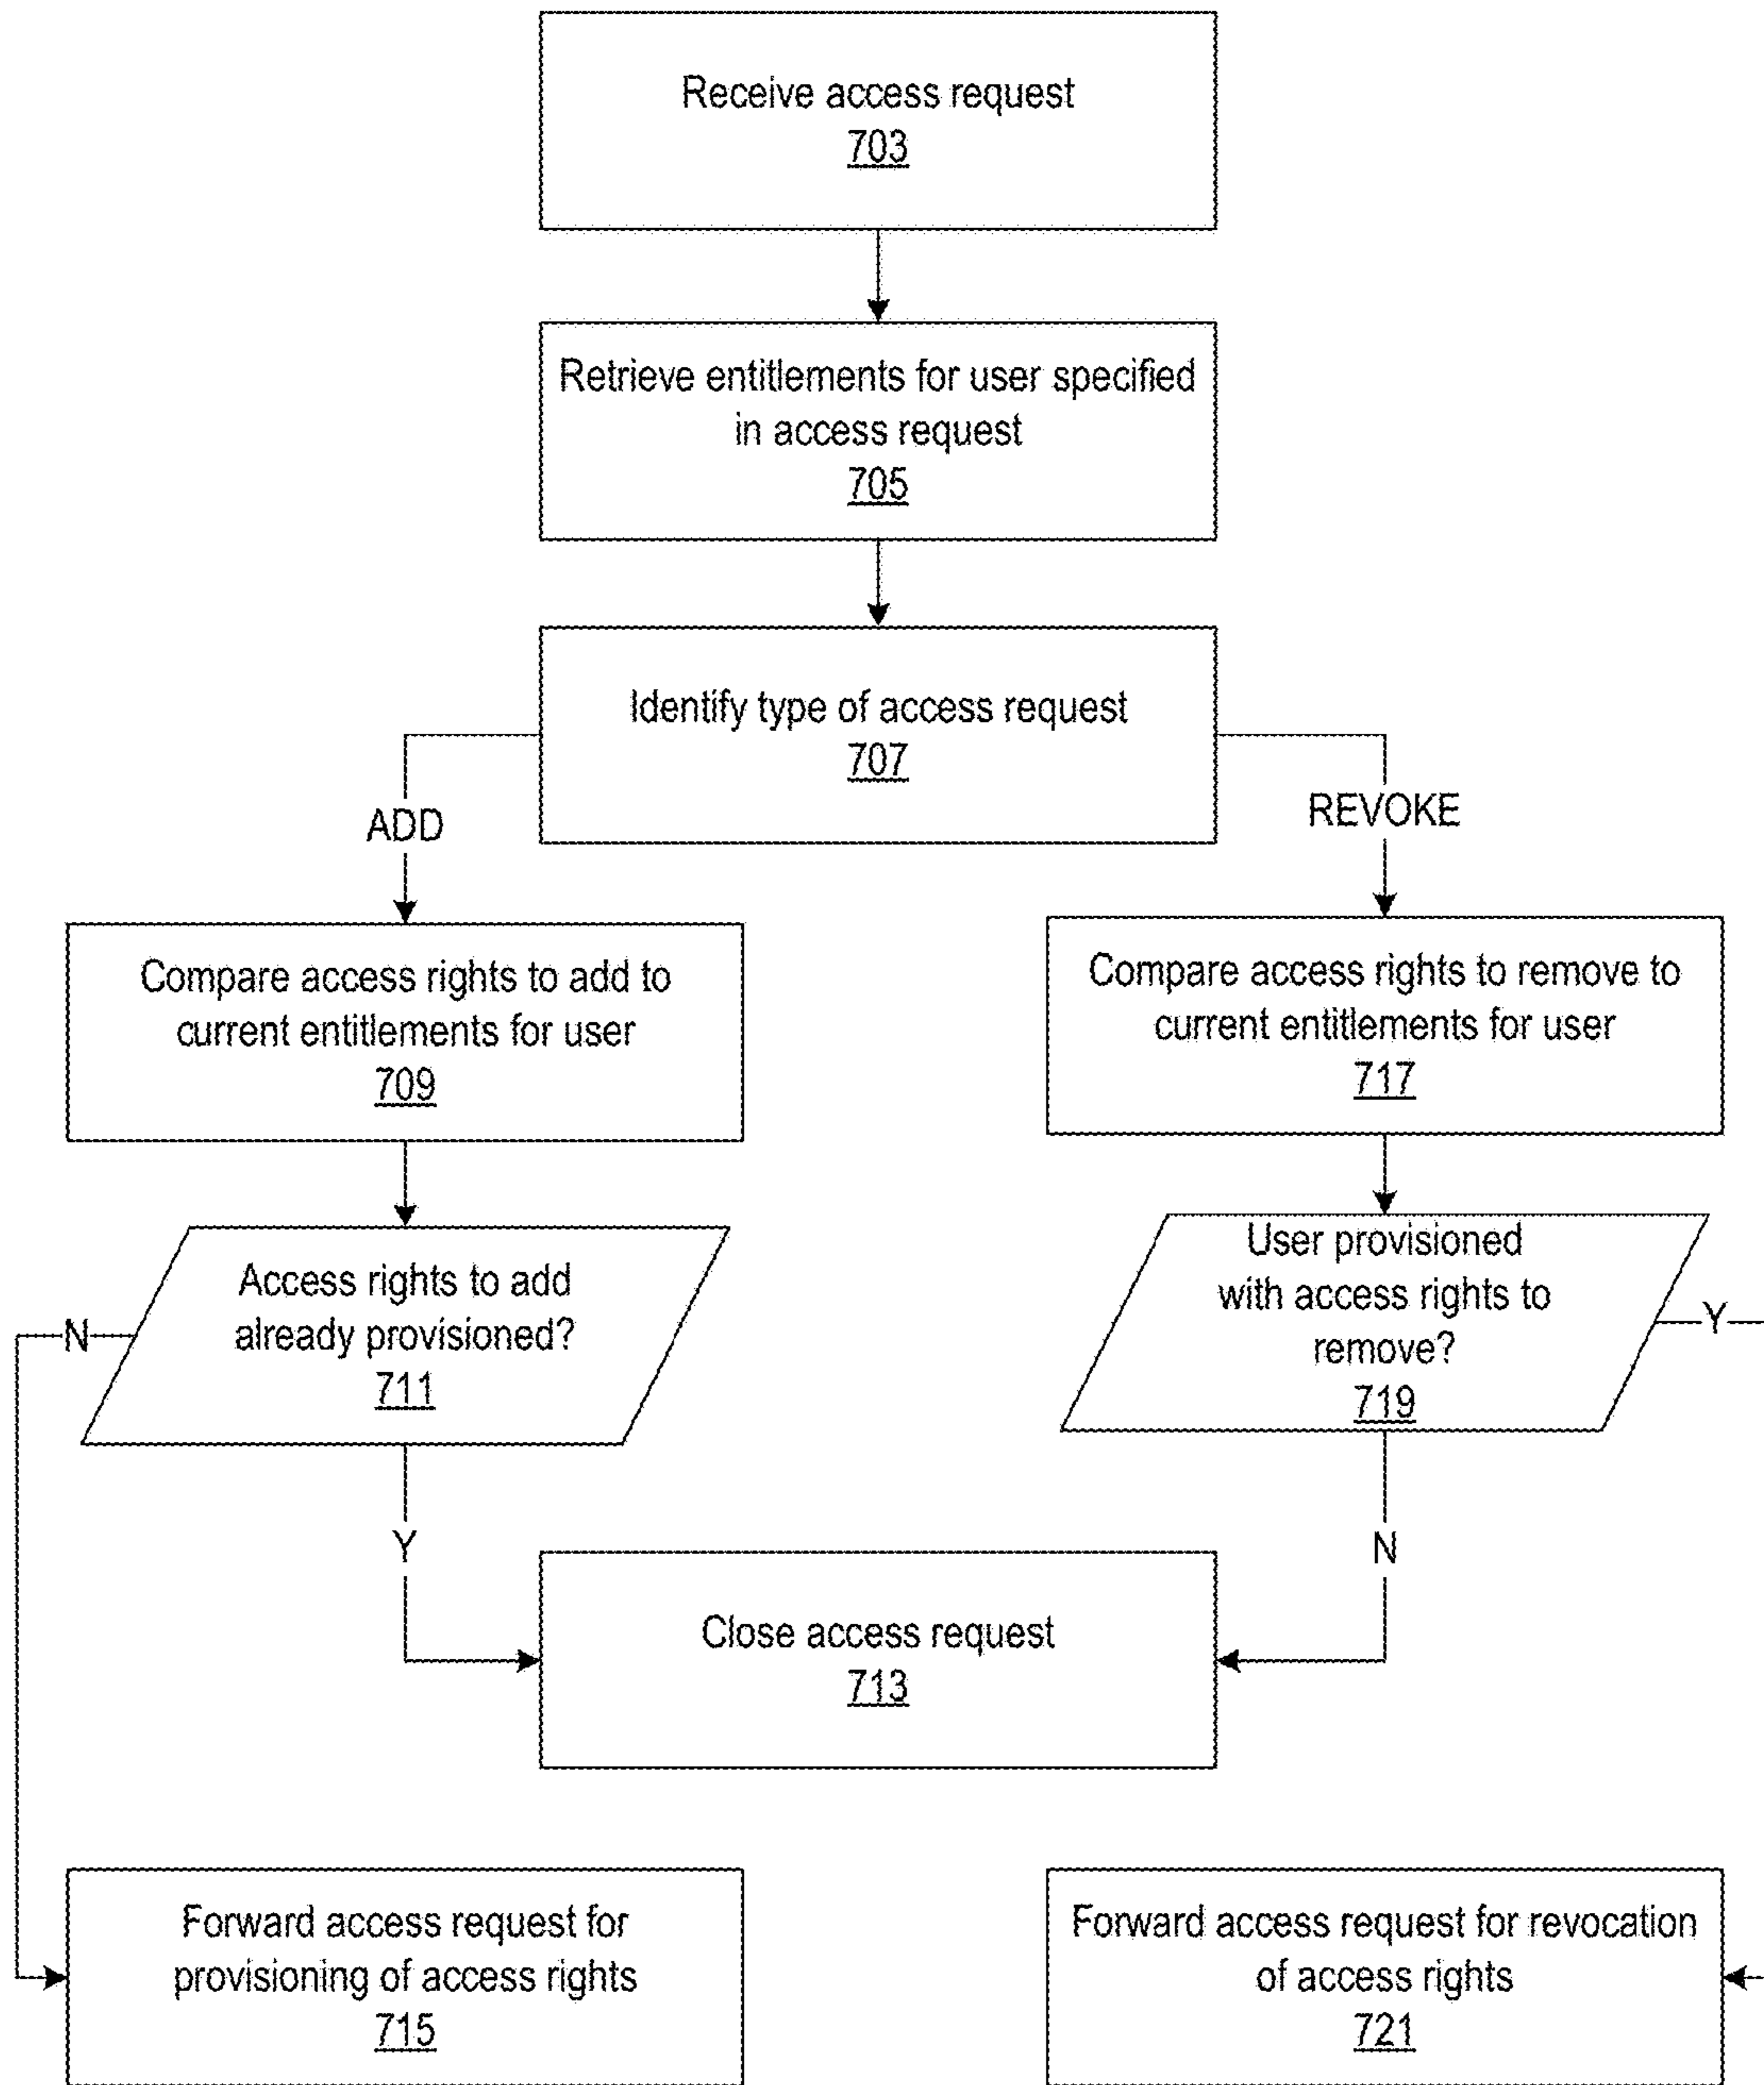 Receive access request
703
Retrieve entitlements for user specified
in access request
705
Identify type of access request
707
ADD
REVOKE
Compare access rights to add to
current entitlements for user
709
Compare access rights to remove to
current entitlements for user
717
Access rights to add
already provisioned?
711
N
User provisioned
with access rights to
remove?
719
Y
Y
N
Close access request
713
Forward access request for
provisioning of access rights
715
Forward access request for revocation
of access rights
721